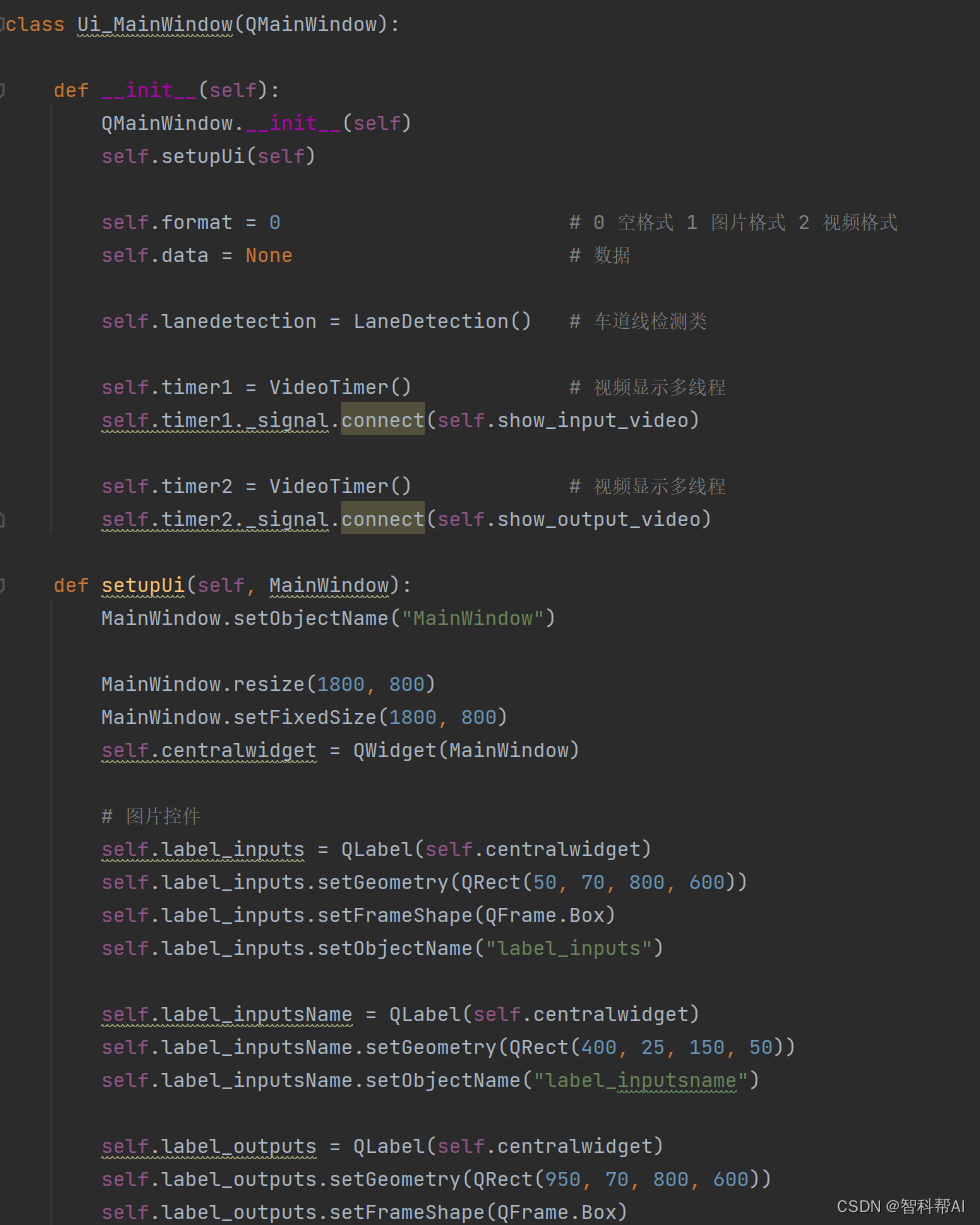 class Ui_MainWindow(QMainWindow):
def __init__(self):
QMainWindow.__init__(self)
self.setupUi(self)
self.format = 0 # 0 空格式 1 图片格式 2 视频格式
self.data = None # 数据
self.lanedetection = LaneDetection() # 车道线检测类
self.timer1 = VideoTimer() # 视频显示多线程
self.timer1._signal.connect(self.show_input_video)
self.timer2 = VideoTimer() # 视频显示多线程
self.timer2._signal.connect(self.show_output_video)
def setupUi(self, MainWindow):
MainWindow.setObjectName("MainWindow")
MainWindow.resize(1800, 800)
MainWindow.setFixedSize(1800, 800)
self.centralwidget = QWidget(MainWindow)
# 图片控件
self.label_inputs = QLabel(self.centralwidget)
self.label_inputs.setGeometry(QRect(50, 70, 800, 600))
self.label_inputs.setFrameShape(QFrame.Box)
self.label_inputs.setObjectName("label_inputs")
self.label_inputsName = QLabel(self.centralwidget)
self.label_inputsName.setGeometry(QRect(400, 25, 150, 50))
self.label_inputsName.setObjectName("label_inputsname")
self.label_outputs = QLabel(self.centralwidget)
self.label_outputs.setGeometry(QRect(950, 70, 800, 600))
self.label_outputs.setFrameShape(QFrame.Box)
CSDN @智科帮AI